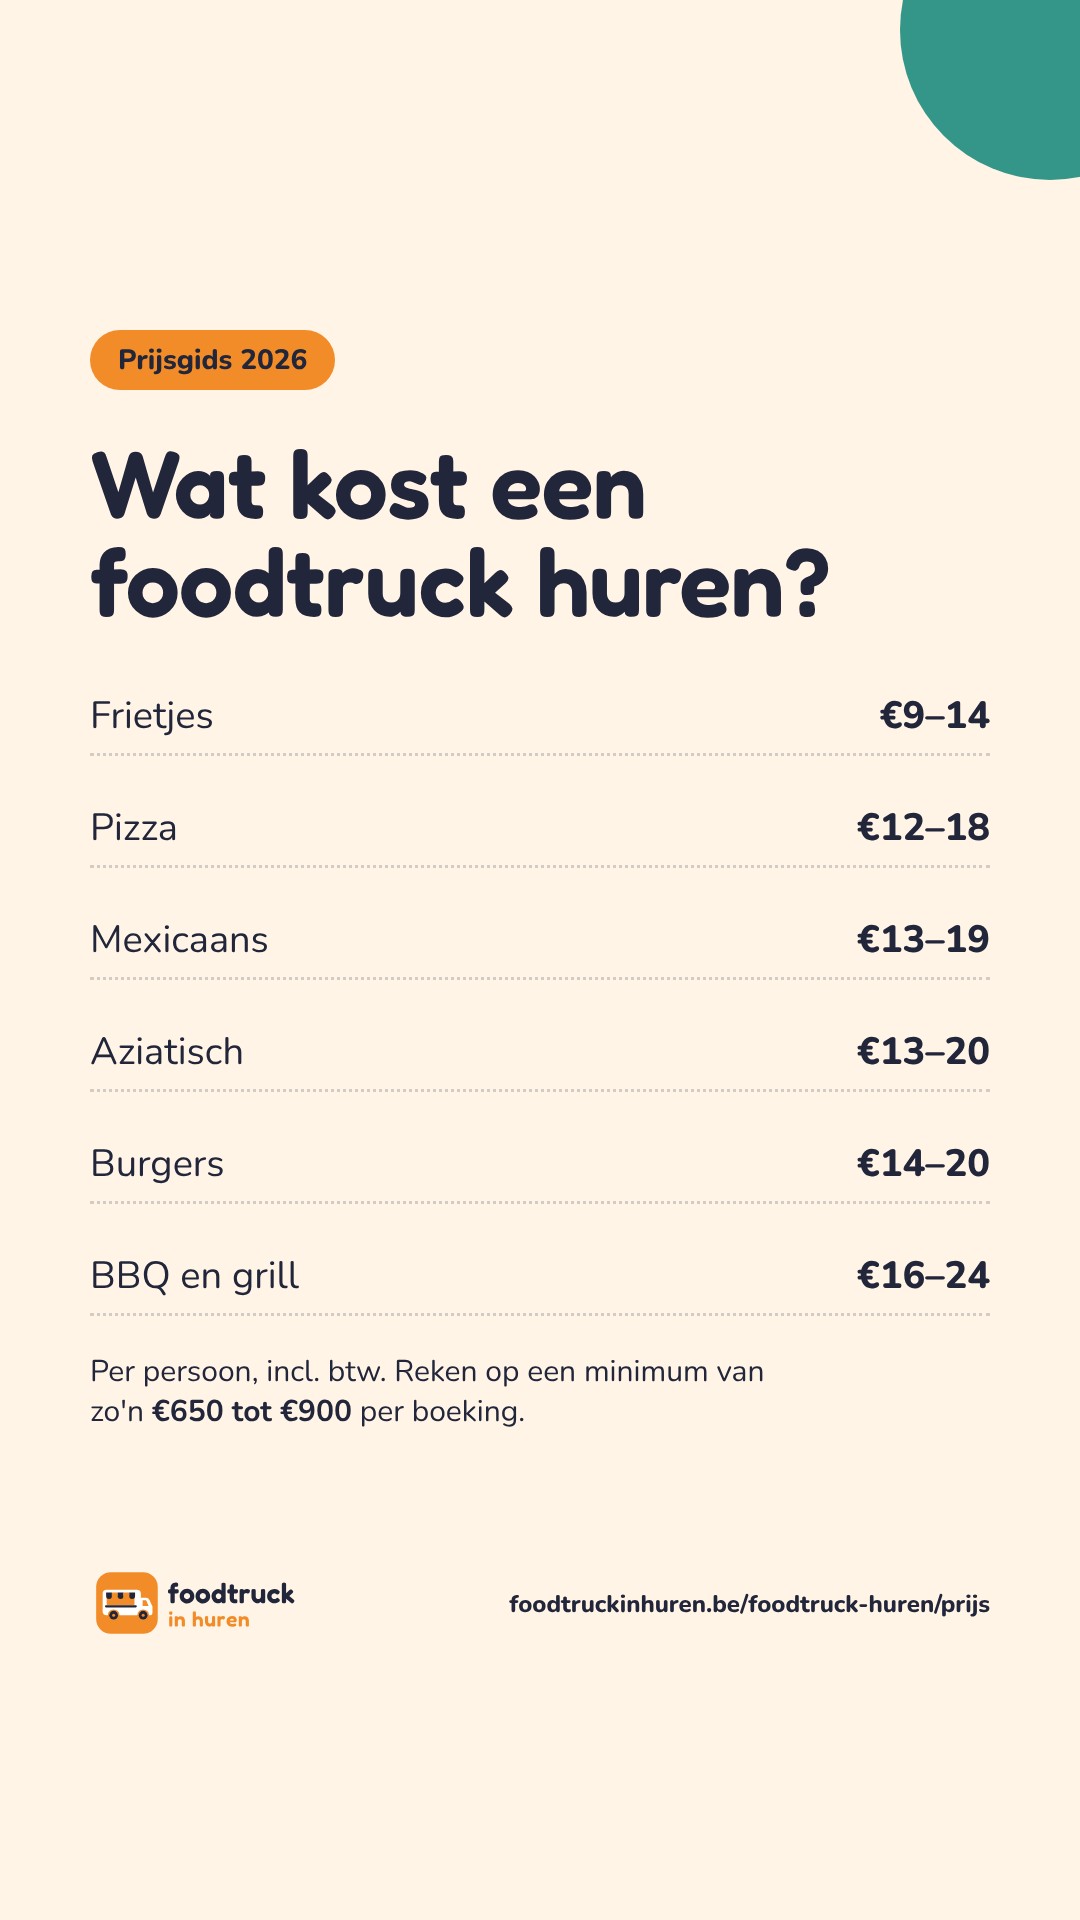 Prijsgids 2026
Wat kost een
foodtruck huren?
Frietjes €9–14
Pizza €12–18
Mexicaans €13–19
Aziatisch €13–20
Burgers €14–20
BBQ en grill €16–24
Per persoon, incl. btw. Reken op een minimum van
zo'n €650 tot €900 per boeking.
foodtruck
in huren
foodtruckinhuren.be/foodtruck-huren/prijs